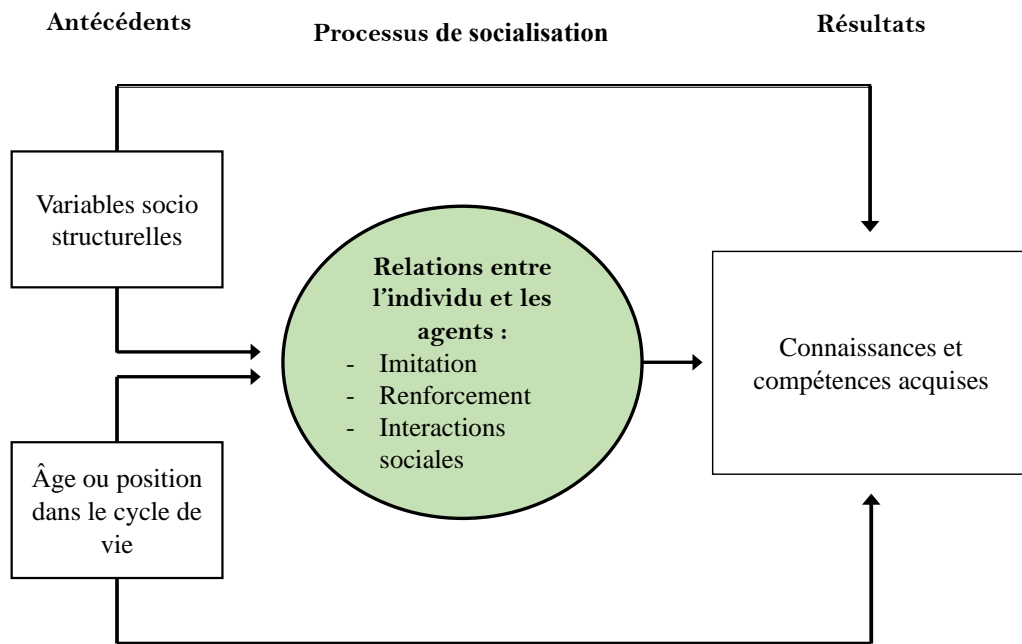 Antécédents
Processus de socialisation
Résultats
Variables socio
structurelles
Relations entre
l’individu et les
agents :
- Imitation
- Renforcement
- Interactions
sociales
Connaissances et
compétences acquises
Âge ou position
dans le cycle de
vie